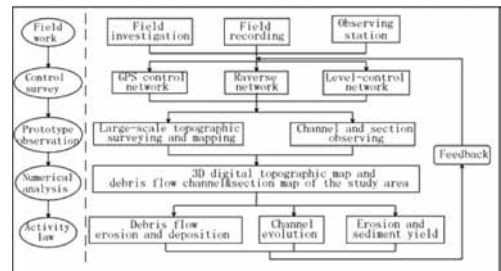 Field
work
Field
investigation
Field
recording
Observing
station
Control
survey
GPS control
network
Raverse
network
Level-control
network
Prototype
observation
Large-scale topographic
surveying and mapping
Channel and section
observing
Feedback
Numerical
analysis
3D digital topographic map and
debris flow channel&section map of the study area
Activity
law
Debris flow
erosion and deposition
Channel
evolution
Erosion and
sediment yield